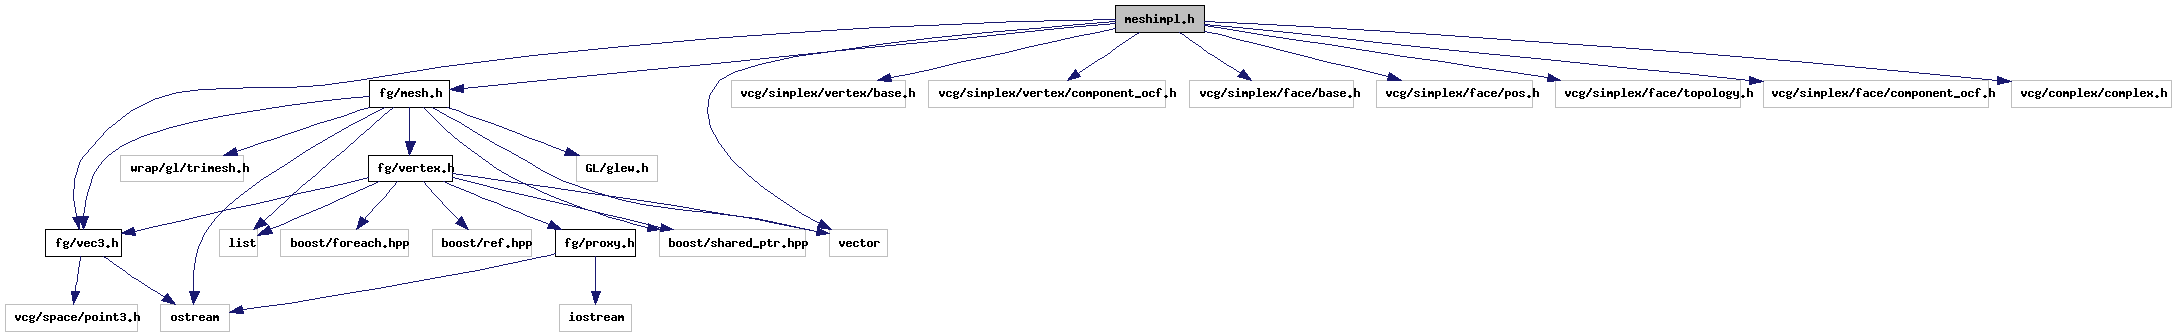 meshimpl.h
fg/mesh.h
vcg/simplex/vertex/base.h
vcg/simplex/vertex/component_ocf.h
vcg/simplex/face/base.h
vcg/simplex/face/pos.h
vcg/simplex/face/topology.h
vcg/simplex/face/component_ocf.h
vcg/complex/complex.h
wrap/gl/trimesh.h
fg/vertex.h
GL/glew.h
fg/vec3.h
list
boost/foreach.hpp
boost/ref.hpp
fg/proxy.h
boost/shared_ptr.hpp
vector
vcg/space/point3.h
ostream
iostream